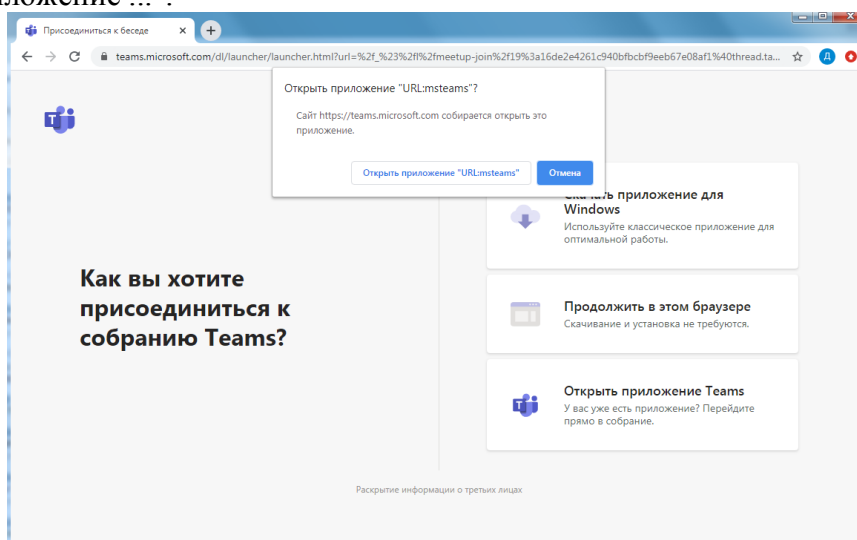 ложение ... .
Присоединиться к беседе
teams.microsoft.com/dl/launcher/launcher.html?url=%2f_%23%2fl%2fmeetup-join%2f19%3a16de2e4261c940bfbcbf9eeb67e08af1%40thread.ta...
Д
Открыть приложение "URL:msteams"?
Сайт https://teams.microsoft.com собирается открыть это
приложение.
Открыть приложение "URL:msteams"
Отмена
Скачать приложение для
Windows
Используйте классическое приложение для
оптимальной работы.
Как вы хотите
присоединиться к
собранию Teams?
Продолжить в этом браузере
Скачивание и установка не требуются.
Открыть приложение Teams
У вас уже есть приложение? Перейдите
прямо в собрание.
Раскрытие информации о третьих лицах